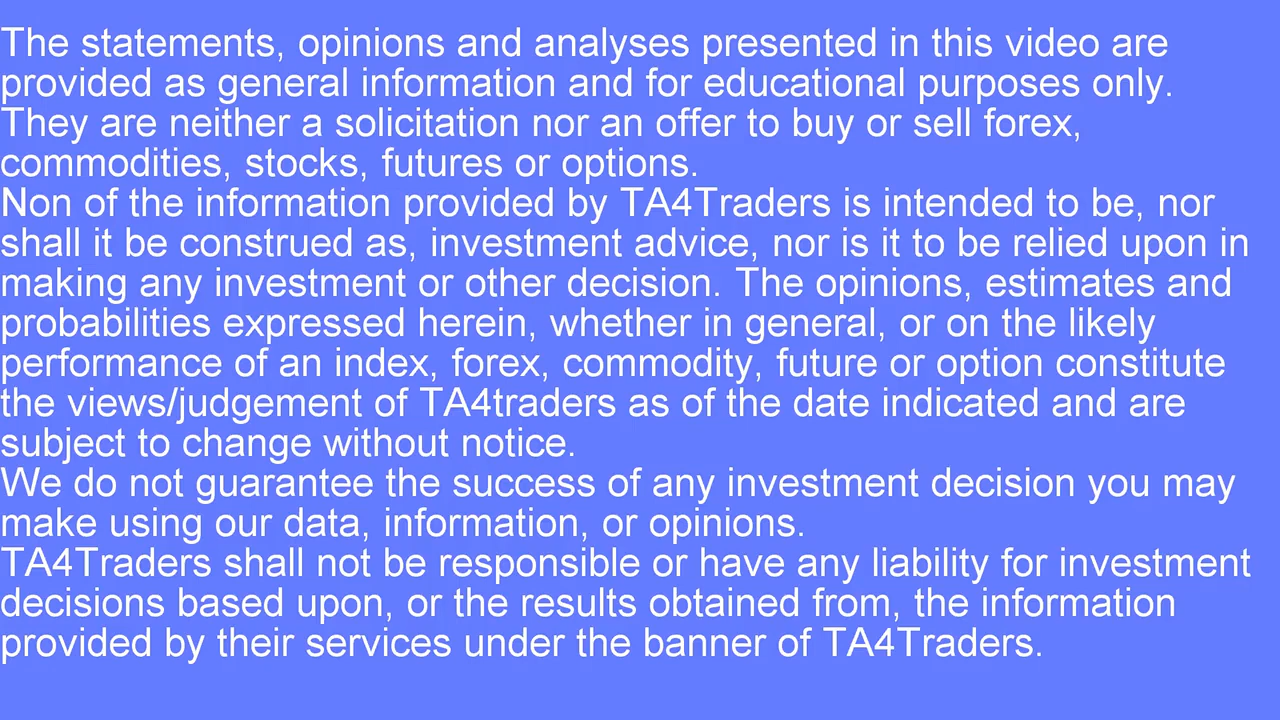 The statements, opinions and analyses presented in this video are
provided as general information and for educational purposes only.
They are neither a solicitation nor an offer to buy or sell forex,
commodities, stocks, futures or options.
Non of the information provided by TA4Traders is intended to be, nor
shall it be construed as, investment advice, nor is it to be relied upon in
making any investment or other decision. The opinions, estimates and
probabilities expressed herein, whether in general, or on the likely
performance of an index, forex, commodity, future or option constitute
the views/judgement of TA4traders as of the date indicated and are
subject to change without notice.
We do not guarantee the success of any investment decision you may
make using our data, information, or opinions.
TA4Traders shall not be responsible or have any liability for investment
decisions based upon, or the results obtained from, the information
provided by their services under the banner of TA4Traders.